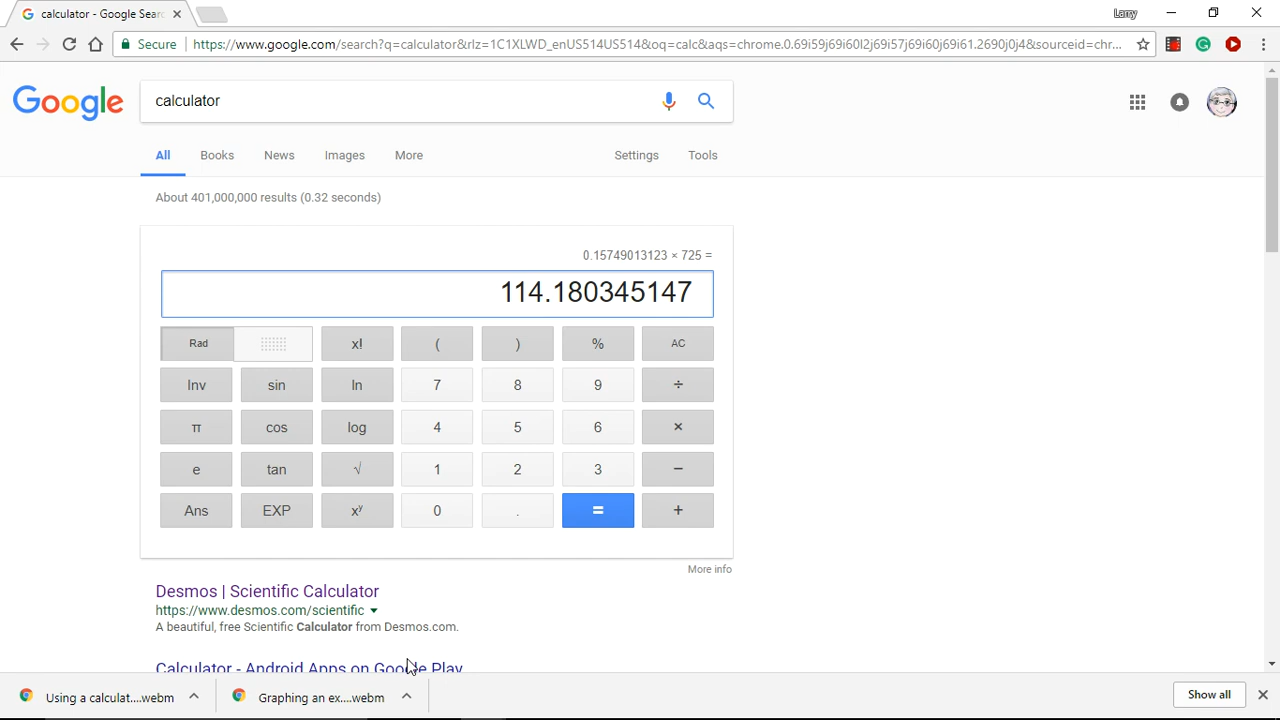 calculator - Google Sear
Larry
Secure | https://www.google.com/search?q=calculator&rlz=1C1XLWD_enUS514US514&oq=calc&aqs=chrome.0.69i59j69i60l2j69i57j69i60j69i61.2690j0j4&sourceid=chr...
Google
calculator
All Books News Images More Settings Tools
About 401,000,000 results (0.32 seconds)
0.15749013123 × 725 =
114.180345147
Rad x! ( ) % AC
Inv sin ln 7 8 9 ÷
π cos log 4 5 6 ×
e tan √ 1 2 3 −
Ans EXP xʸ 0 . = +
More info
Desmos | Scientific Calculator
https://www.desmos.com/scientific
A beautiful, free Scientific Calculator from Desmos.com.
Calculator - Android Apps on Google Play
Using a calculat....webm Graphing an ex....webm Show all